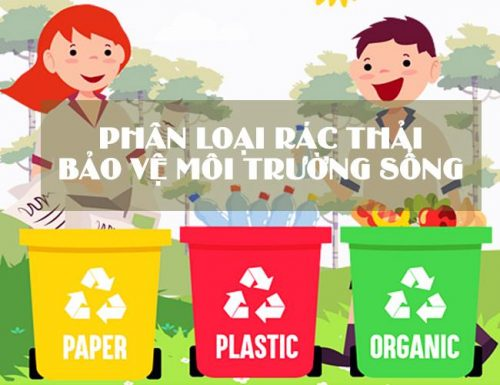 PHÂN LOẠI RÁC THẢI
BẢO VỆ MÔI TRƯỜNG SỐNG
PAPER
PLASTIC
ORGANIC